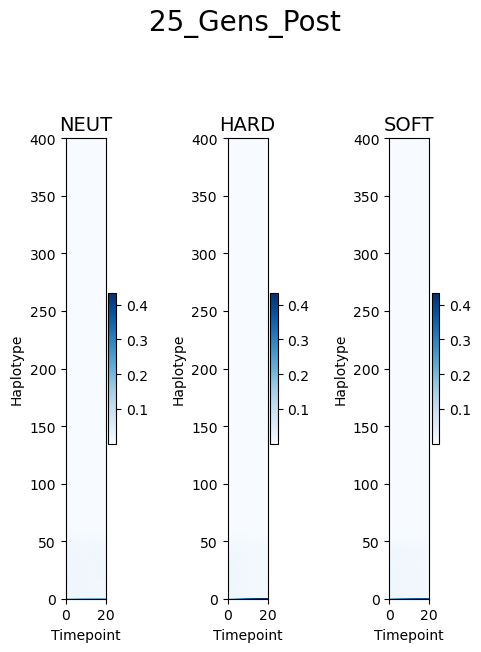 25_Gens_Post
NEUT HARD SOFT
400 400 400
350 350 350
300 300 300
250 250 250
200 200 200
150 150 150
100 100 100
50 50 50
0 0 0
Haplotype Haplotype Haplotype
0.4 0.4 0.4
0.3 0.3 0.3
0.2 0.2 0.2
0.1 0.1 0.1
0 20 0 20 0 20
Timepoint Timepoint Timepoint